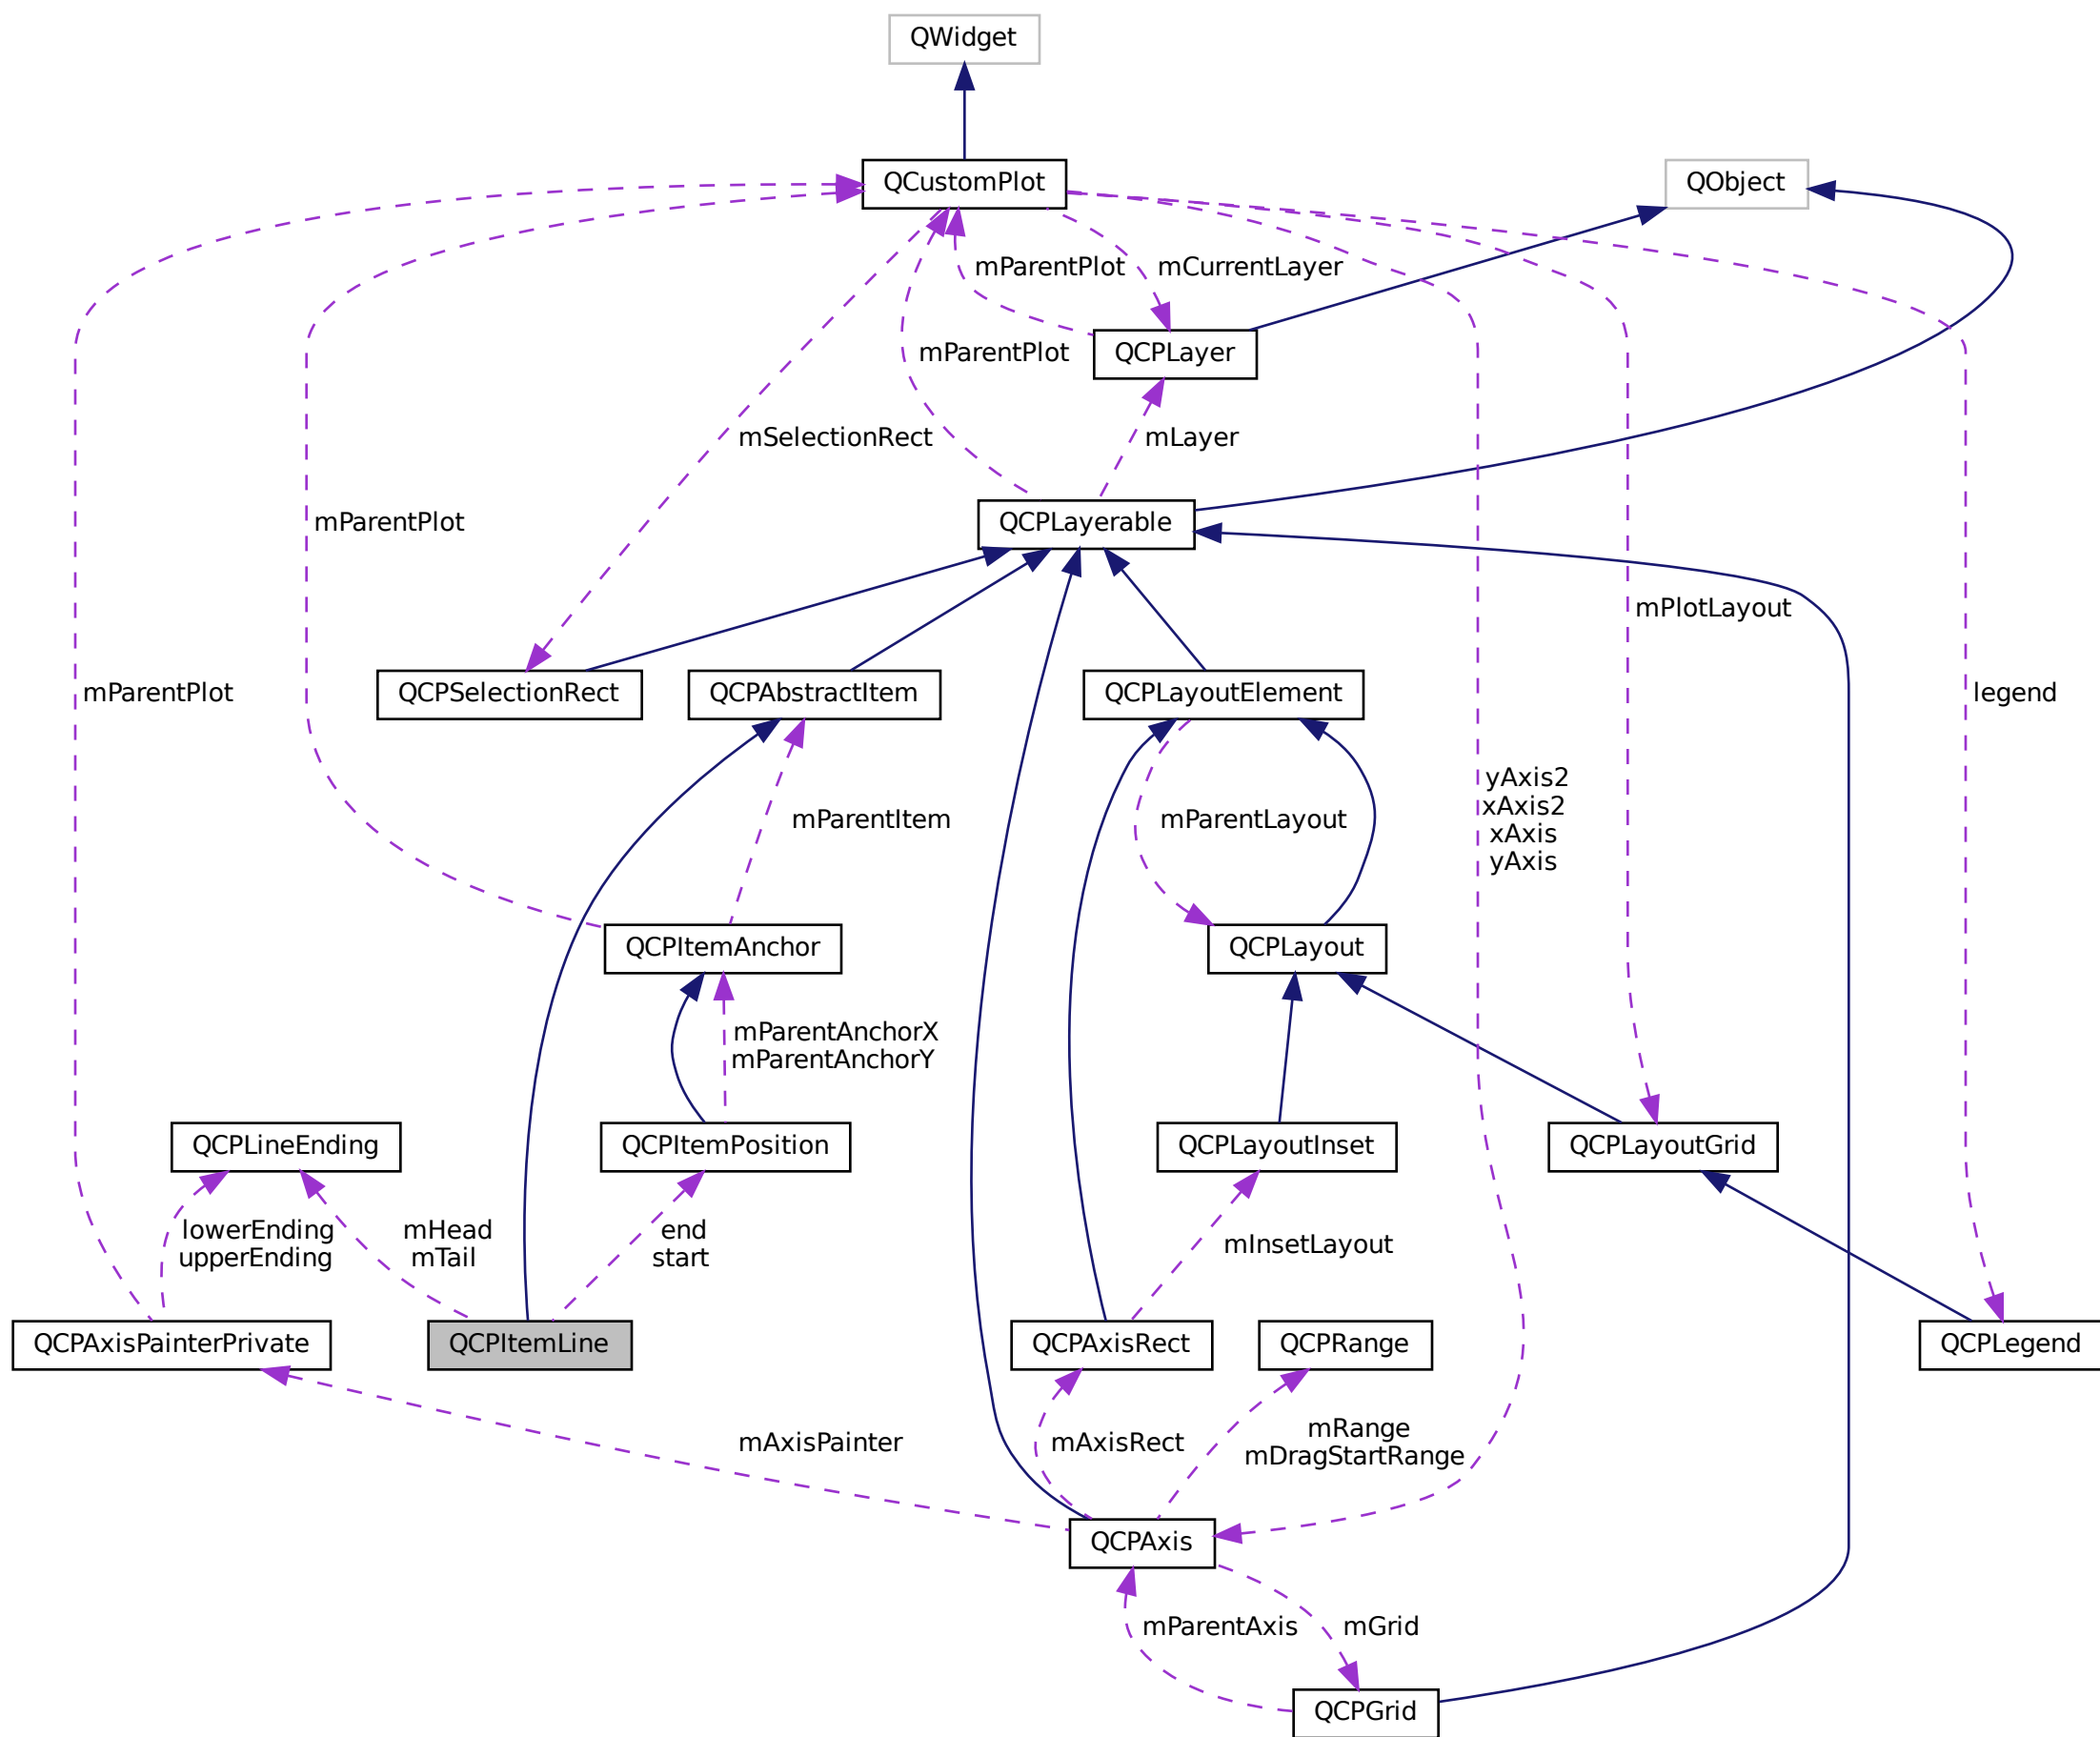 QWidget
QCustomPlot
QObject
mParentPlot
mCurrentLayer
mParentPlot
QCPLayer
mSelectionRect
mLayer
mParentPlot
QCPLayerable
mPlotLayout
mParentPlot
QCPSelectionRect
QCPAbstractItem
QCPLayoutElement
legend
mParentItem
mParentLayout
yAxis2
xAxis2
xAxis
yAxis
QCPItemAnchor
QCPLayout
mParentAnchorX
mParentAnchorY
QCPLineEnding
QCPItemPosition
QCPLayoutInset
QCPLayoutGrid
lowerEnding
upperEnding
mHead
mTail
end
start
mInsetLayout
QCPAxisPainterPrivate
QCPItemLine
QCPAxisRect
QCPRange
QCPLegend
mAxisPainter
mAxisRect
mRange
mDragStartRange
QCPAxis
mParentAxis
mGrid
QCPGrid